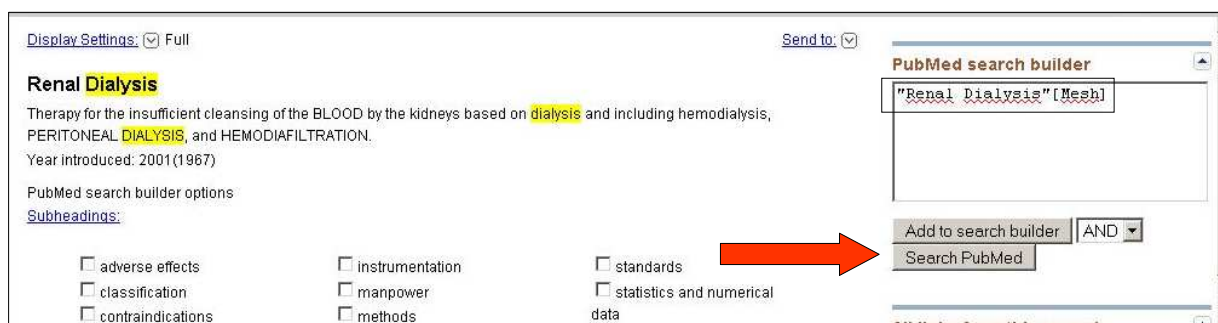 Display Settings: Full
Send to:
Renal Dialysis
Therapy for the insufficient cleansing of the BLOOD by the kidneys based on dialysis and including hemodialysis,
PERITONEAL DIALYSIS, and HEMODIAFILTRATION.
Year introduced: 2001(1967)
PubMed search builder options
Subheadings:
adverse effects
instrumentation
standards
classification
manpower
statistics and numerical
data
contraindications
methods
PubMed search builder
"Renal Dialysis"[Mesh]
Add to search builder AND
Search PubMed